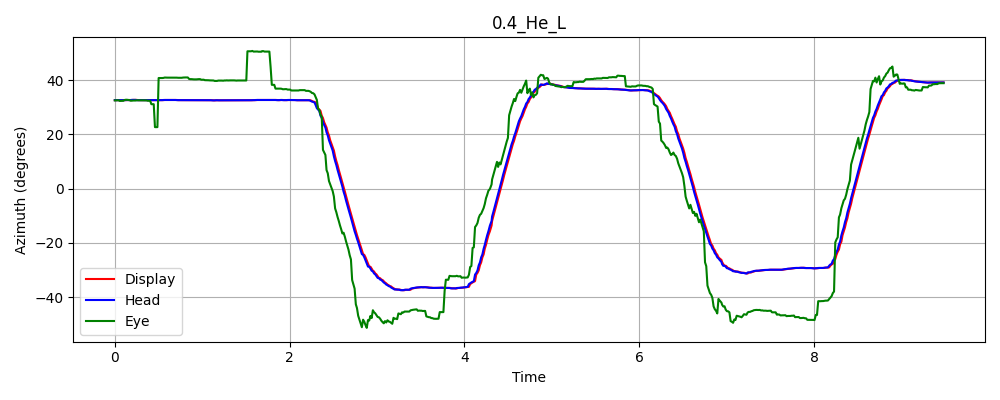 0.4_He_L
40
20
0
−20
−40
Azimuth (degrees)
Display
Head
Eye
0 2 4 6 8
Time